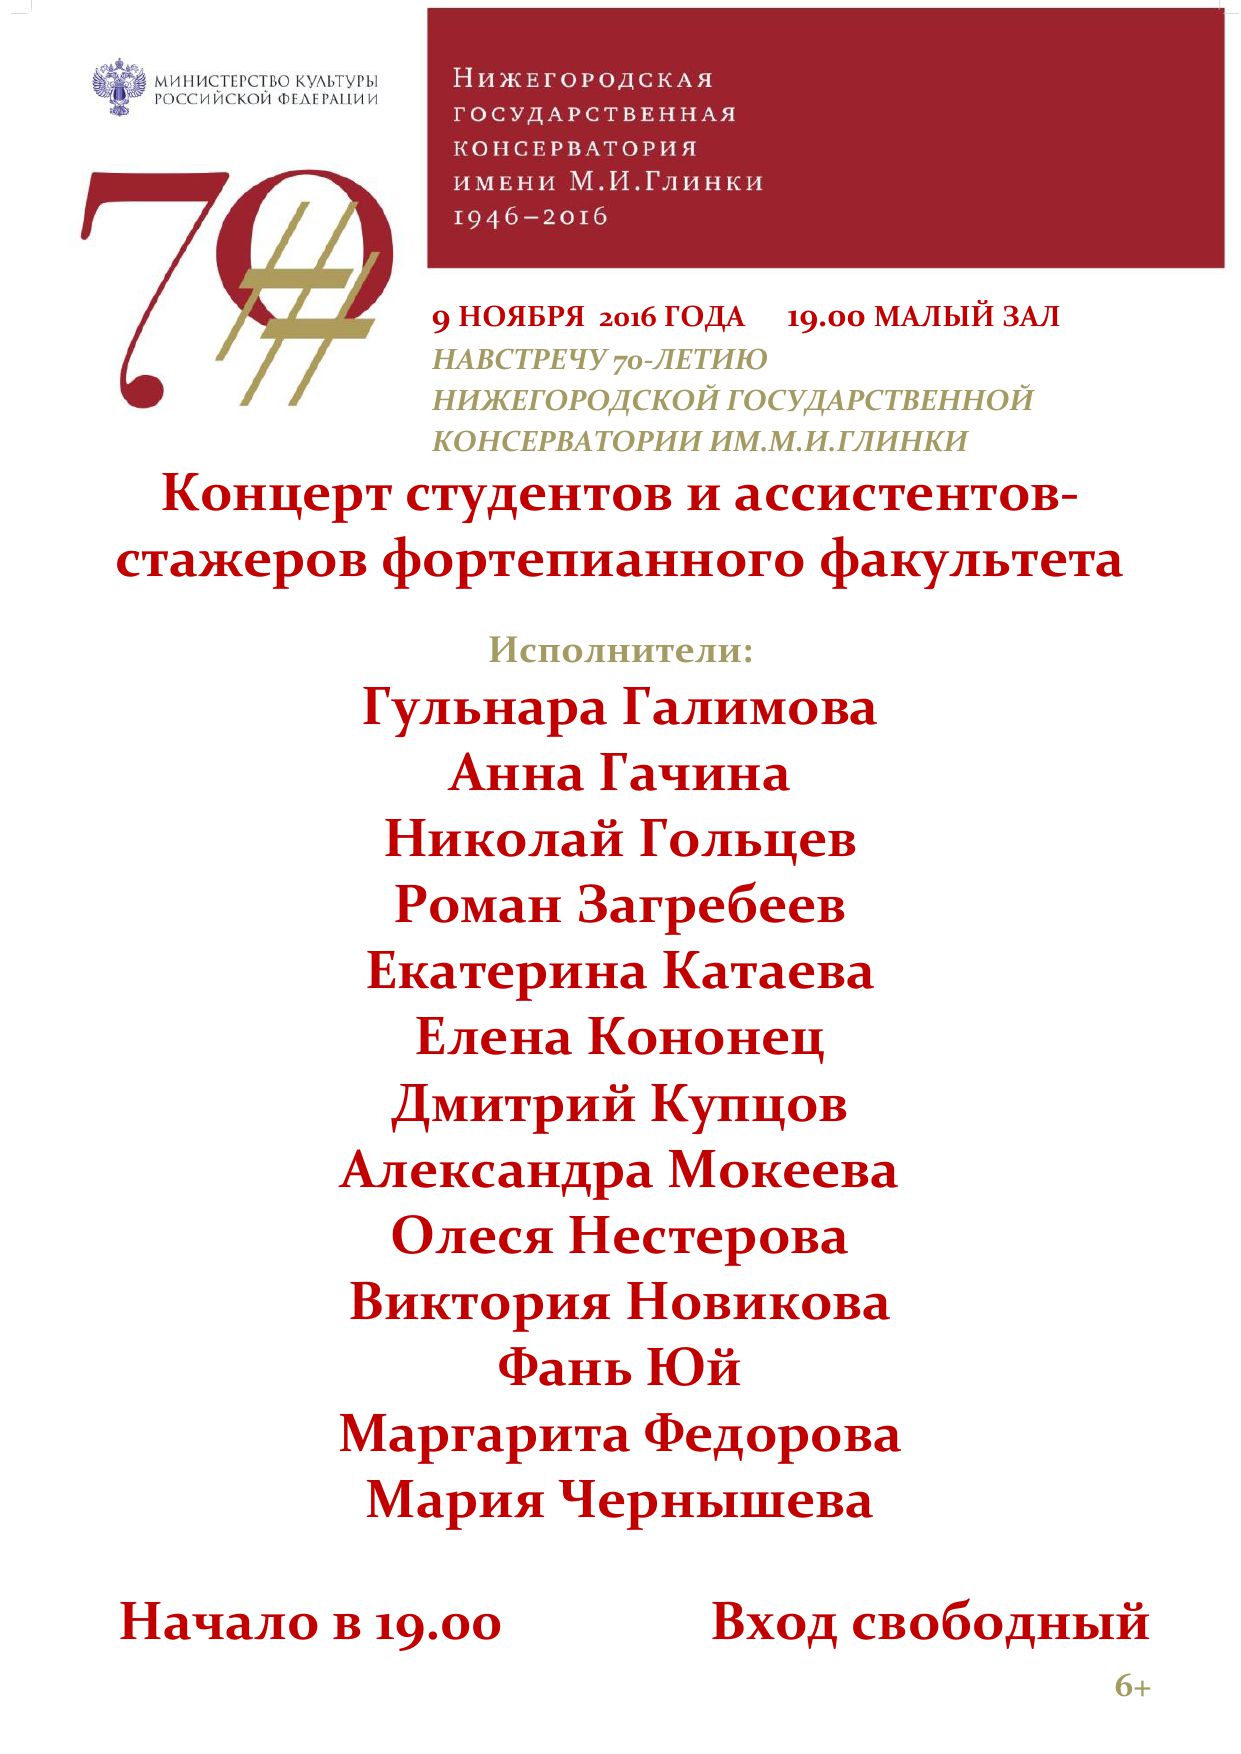 МИНИСТЕРСТВО КУЛЬТУРЫ
РОССИЙСКОЙ ФЕДЕРАЦИИ
70
Нижегородская
государственная
консерватория
имени М.И.Глинки
1946–2016
9 НОЯБРЯ 2016 ГОДА 19.00 МАЛЫЙ ЗАЛ
НАВСТРЕЧУ 70-ЛЕТИЮ
НИЖЕГОРОДСКОЙ ГОСУДАРСТВЕННОЙ
КОНСЕРВАТОРИИ ИМ.М.И.ГЛИНКИ
Концерт студентов и ассистентов-
стажеров фортепианного факультета
Исполнители:
Гульнара Галимова
Анна Гачина
Николай Гольцев
Роман Загребеев
Екатерина Катаева
Елена Кононец
Дмитрий Купцов
Александра Мокеева
Олеся Нестерова
Виктория Новикова
Фань Юй
Маргарита Федорова
Мария Чернышева
Начало в 19.00 Вход свободный
6+